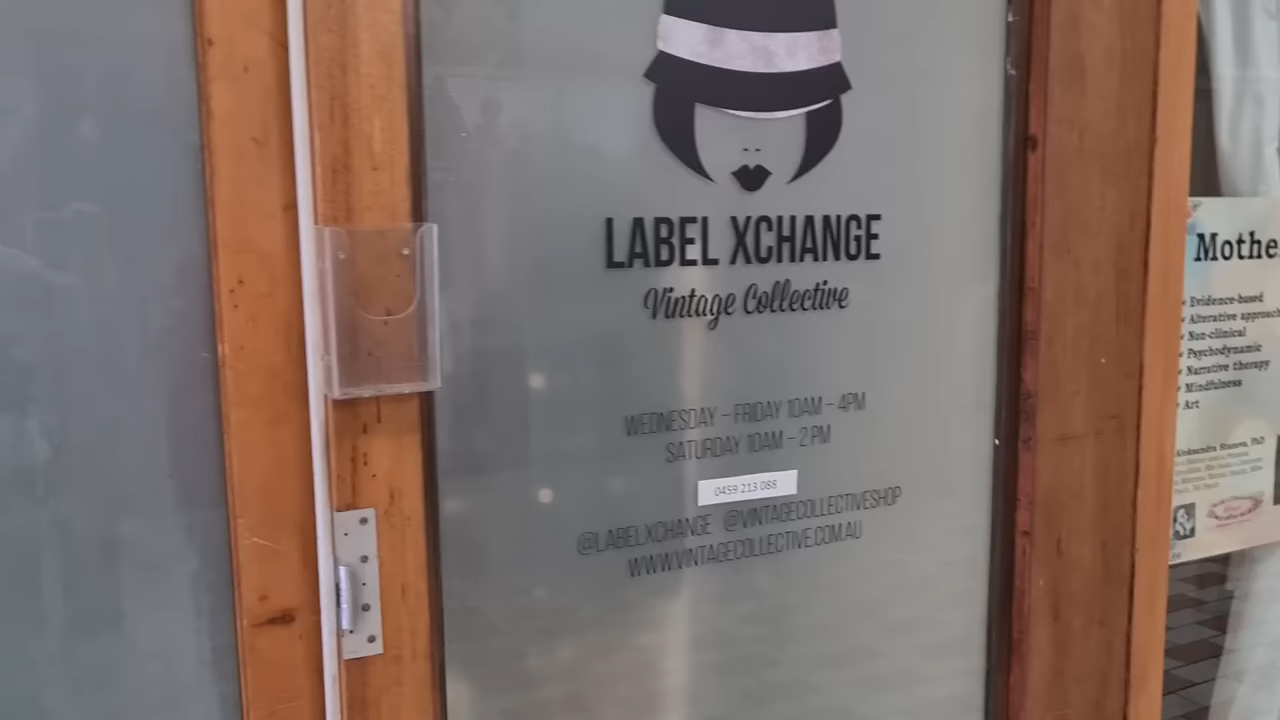 LABEL XCHANGE
Vintage Collective
WEDNESDAY – FRIDAY 10AM – 4PM
SATURDAY 10AM – 2PM
0459 213 088
@LABELXCHANGE @VINTAGECOLLECTIVESHOP
WWW.VINTAGECOLLECTIVE.COM.AU
Mothe
Evidence-based
Alterative approach
Non-clinical
Psychodynamic
Narrative therapy
Mindfulness
Art